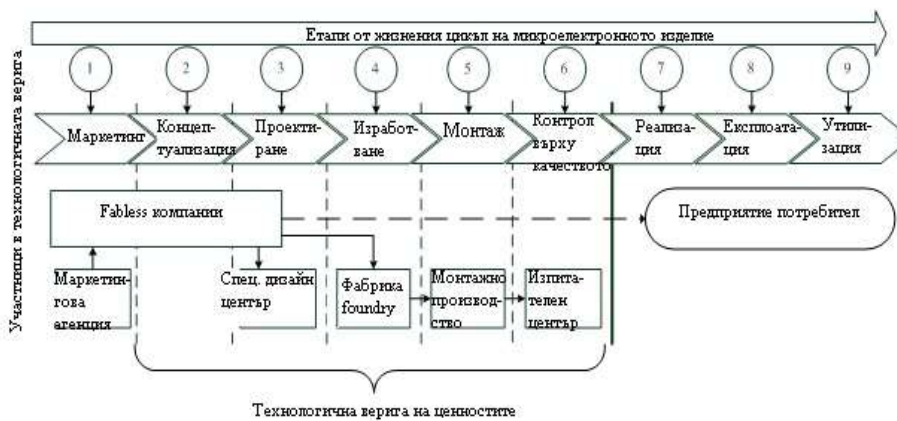 Етапи от жизнения цикъл на микроелектронното изделие
Участници в технологичната верига
1
2
3
4
5
6
7
8
9
Маркетинг
Концеп-
туализация
Проекти-
ране
Изработ-
ване
Монтаж
Контрол
върху
качеството
Реализа-
ция
Експлоата-
ция
Утили-
зация
Fabless компании
Предприятие потребител
Маркетин-
гова
агенция
Спец. дизайн
център
Фабрика
foundry
Монтажно
производ-
ство
Изпита-
телен
център
Технологична верига на ценностите